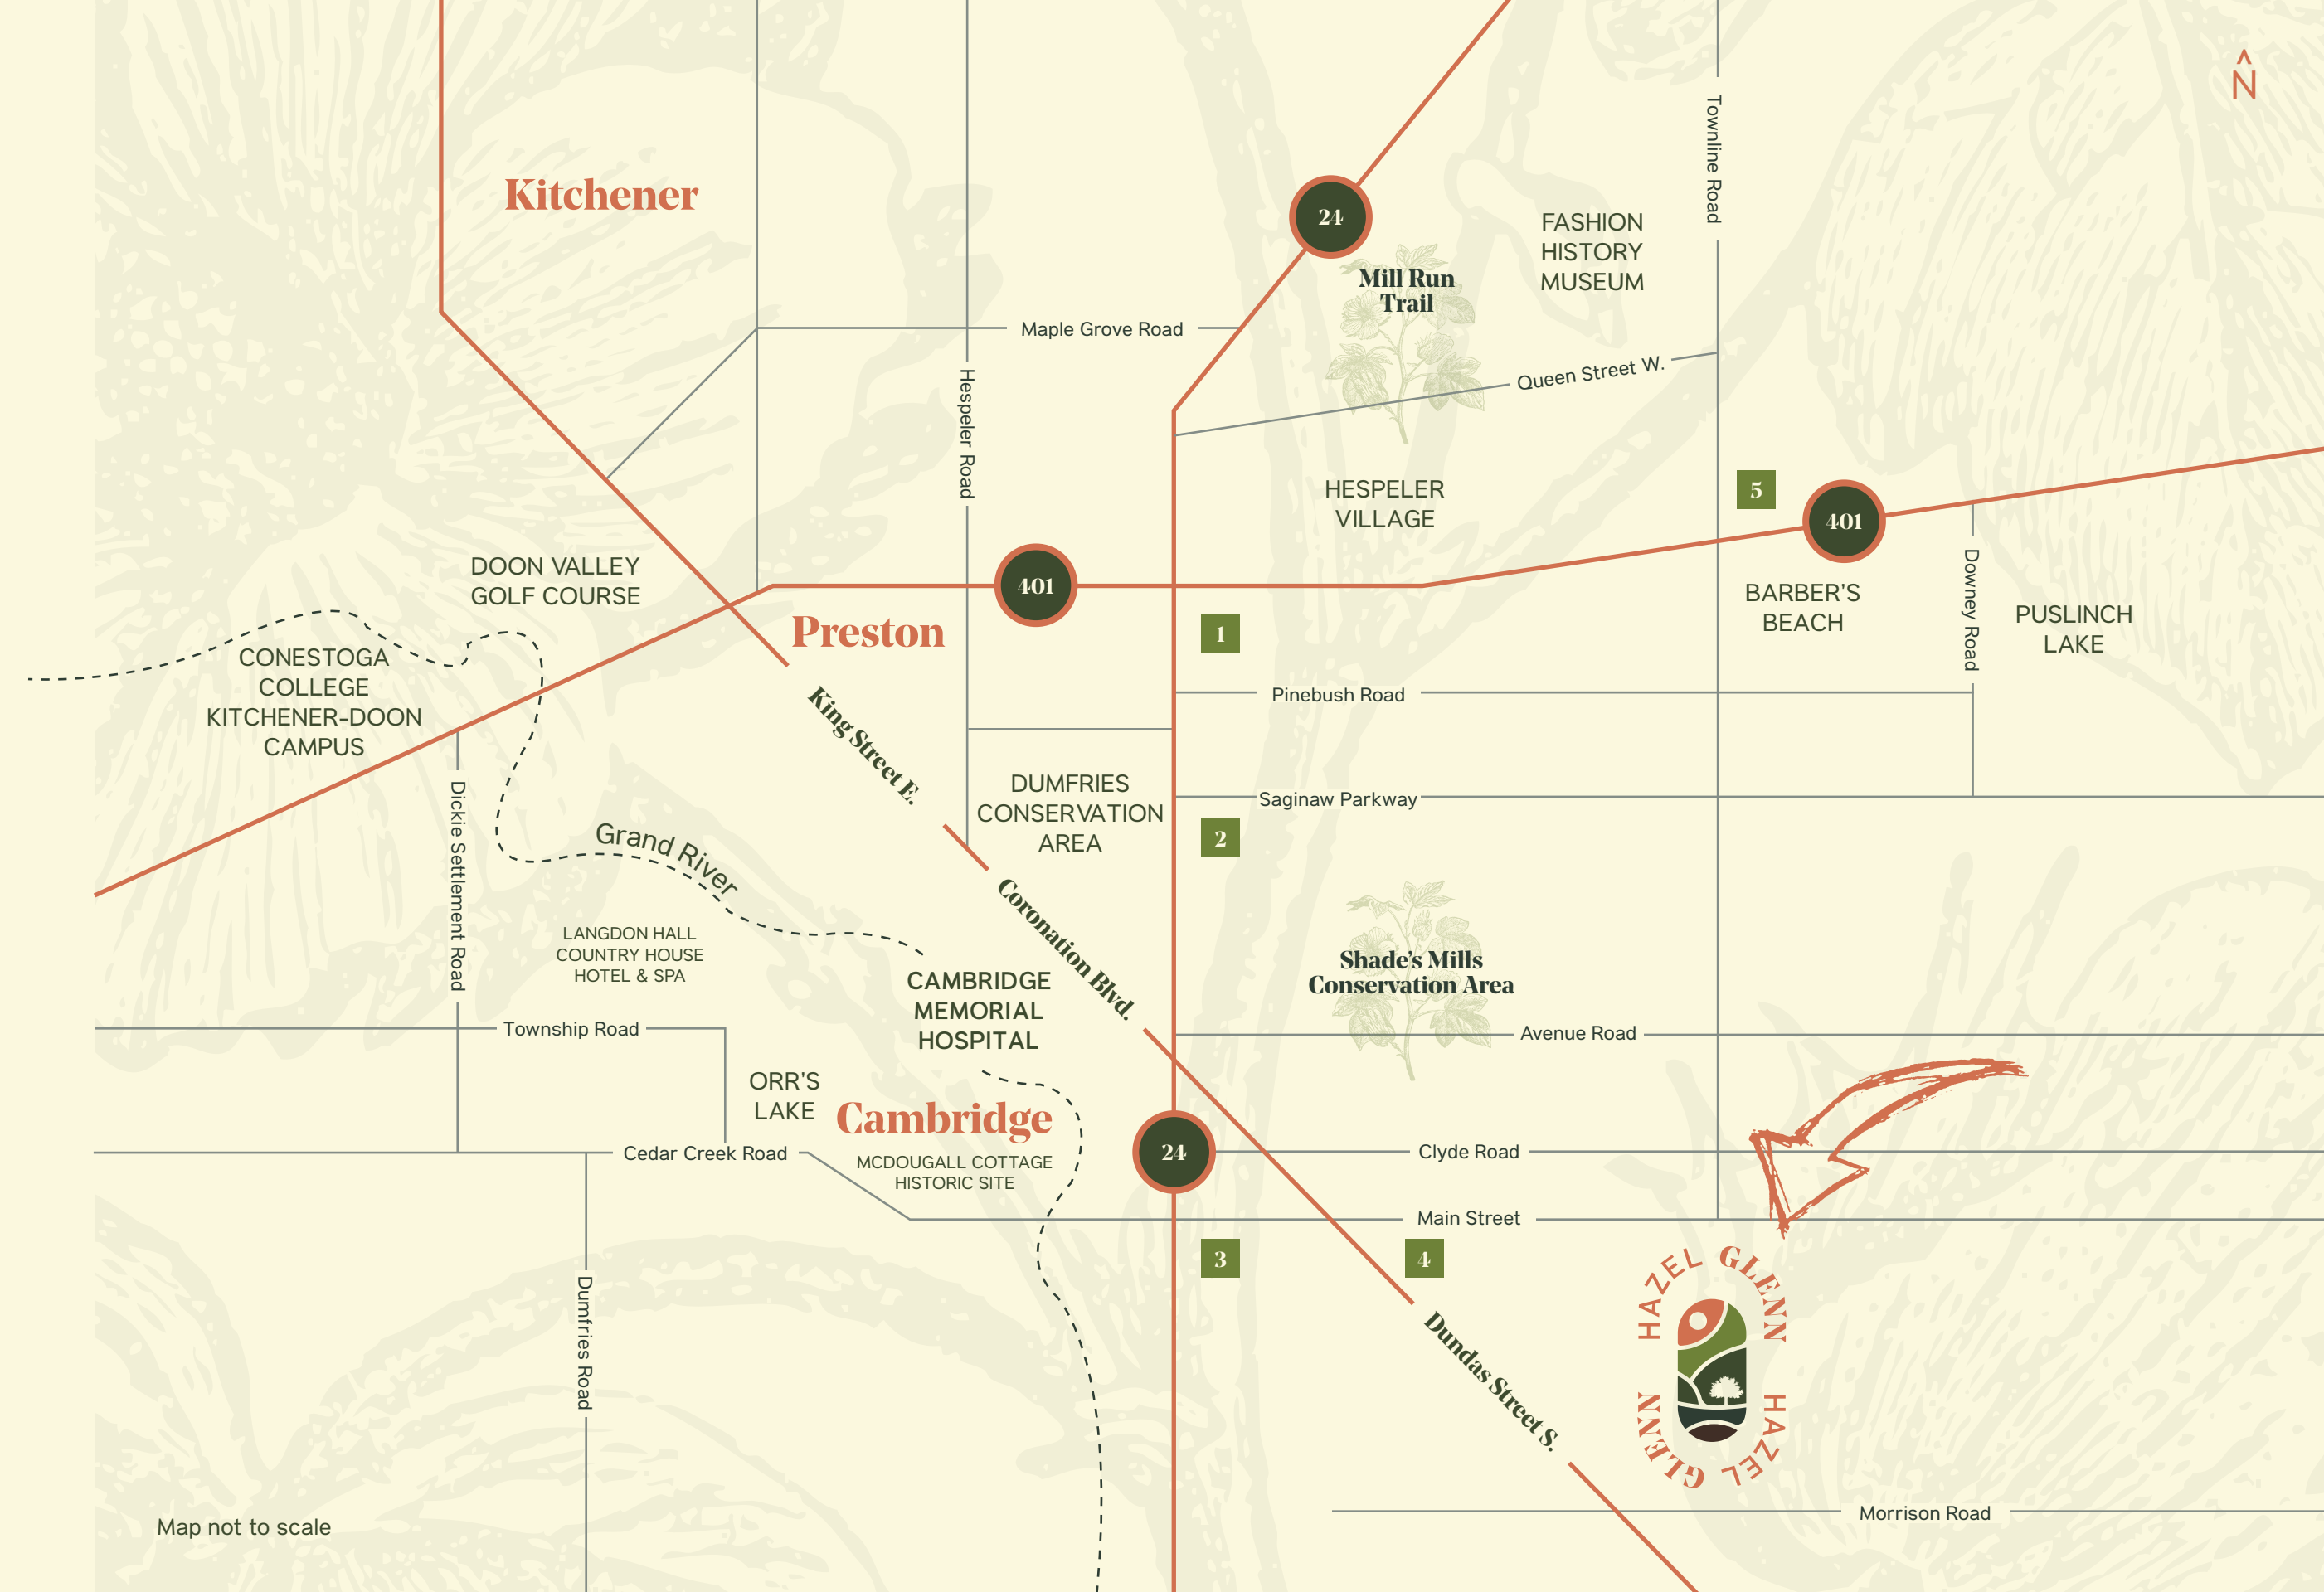 N
Kitchener
24
Townline Road
FASHION
HISTORY
MUSEUM
Mill Run
Trail
Maple Grove Road
Hespeler Road
Queen Street W.
HESPELER
VILLAGE
5
401
DOON VALLEY
GOLF COURSE
401
Preston
1
BARBER'S
BEACH
Downey Road
PUSLINCH
LAKE
CONESTOGA
COLLEGE
KITCHENER-DOON
CAMPUS
King Street E.
Pinebush Road
Dickie Settlement Road
DUMFRIES
CONSERVATION
AREA
Saginaw Parkway
2
Grand River
Coronation Blvd.
LANGDON HALL
COUNTRY HOUSE
HOTEL & SPA
CAMBRIDGE
MEMORIAL
HOSPITAL
Shade's Mills
Conservation Area
Township Road
Avenue Road
ORR'S
LAKE
Cambridge
24
Cedar Creek Road
Clyde Road
MCDOUGALL COTTAGE
HISTORIC SITE
Main Street
3
4
Dumfries Road
Dundas Street S.
HAZEL GLENN
HAZEL GLENN
Morrison Road
Map not to scale